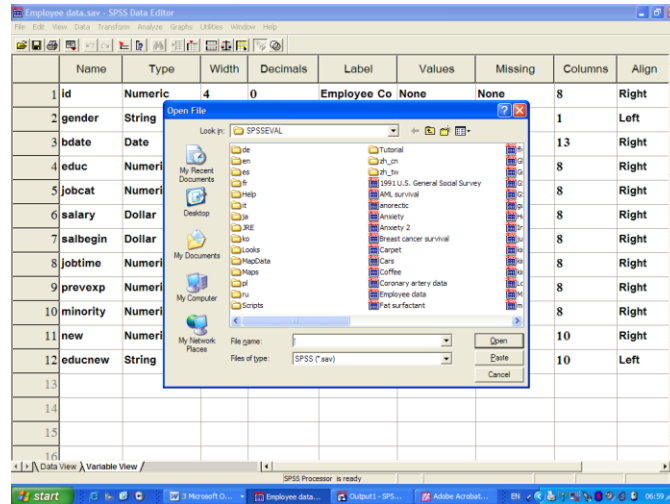 Employee data.sav - SPSS Data Editor
File Edit View Data Transform Analyze Graphs Utilities Window Help
Name Type Width Decimals Label Values Missing Columns Align
1 id Numeric 4 0 Employee Co None None 8 Right
2 gender String 1 Left
3 bdate Date 13 Right
4 educ Numeri 8 Right
5 jobcat Numeri 8 Right
6 salary Dollar 8 Right
7 salbegin Dollar 8 Right
8 jobtime Numeri 8 Right
9 prevexp Numeri 8 Right
10 minority Numeri 8 Right
11 new Numeri 10 Right
12 educnew String 10 Left
13
14
15
16
Open File
Look in: SPSSEVAL
My Recent Documents
Desktop
My Documents
My Computer
My Network Places
de
en
es
fr
Help
it
ja
JRE
ko
Looks
MapData
Maps
pl
ru
Scripts
Tutorial
zh_cn
zh_tw
1991 U.S. General Social Survey
AML survival
anorectic
Anxiety
Anxiety 2
Breast cancer survival
Carpet
Cars
Coffee
Coronary artery data
Employee data
Fat surfactant
File name:
Files of type: SPSS (*.sav)
Open
Paste
Cancel
Data View Variable View
SPSS Processor is ready
start
3 Microsoft O...
Employee data...
Output1 - SPS...
Adobe Acrobat...
EN
06:59